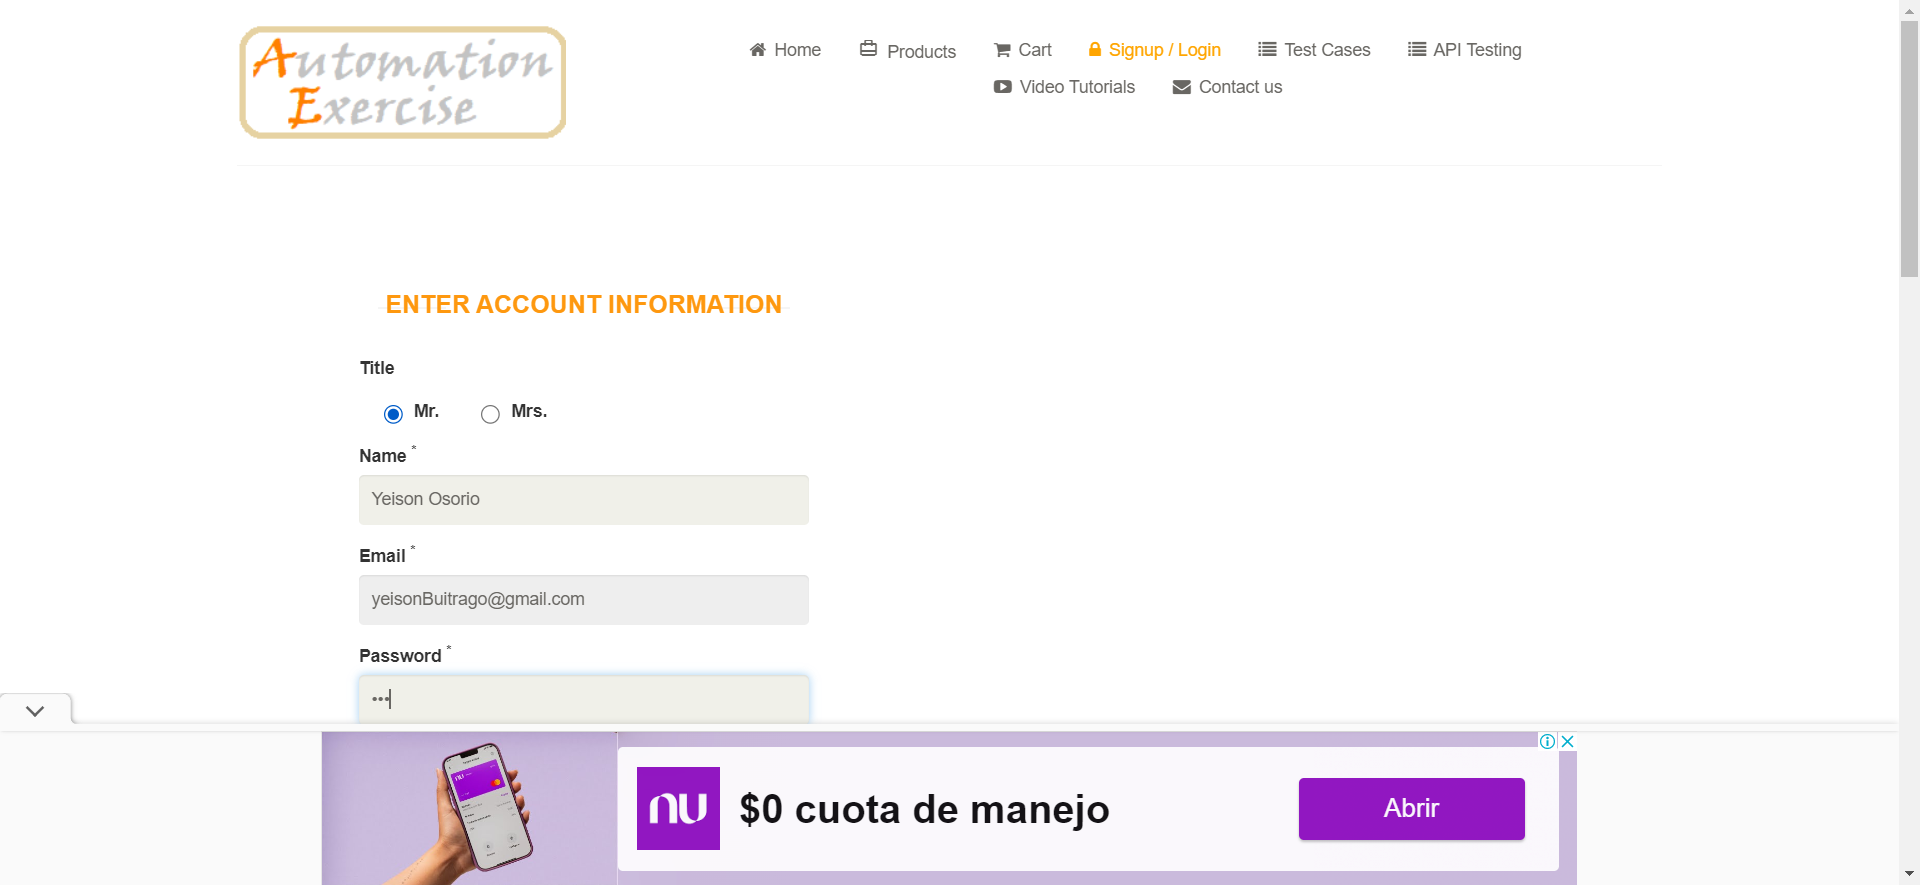 Automation
Exercise
Home
Products
Cart
Signup / Login
Test Cases
API Testing
Video Tutorials
Contact us
ENTER ACCOUNT INFORMATION
Title
Mr.
Mrs.
Name *
Yeison Osorio
Email *
yeisonBuitrago@gmail.com
Password *
•••
nu
nu
$0 cuota de manejo
Abrir